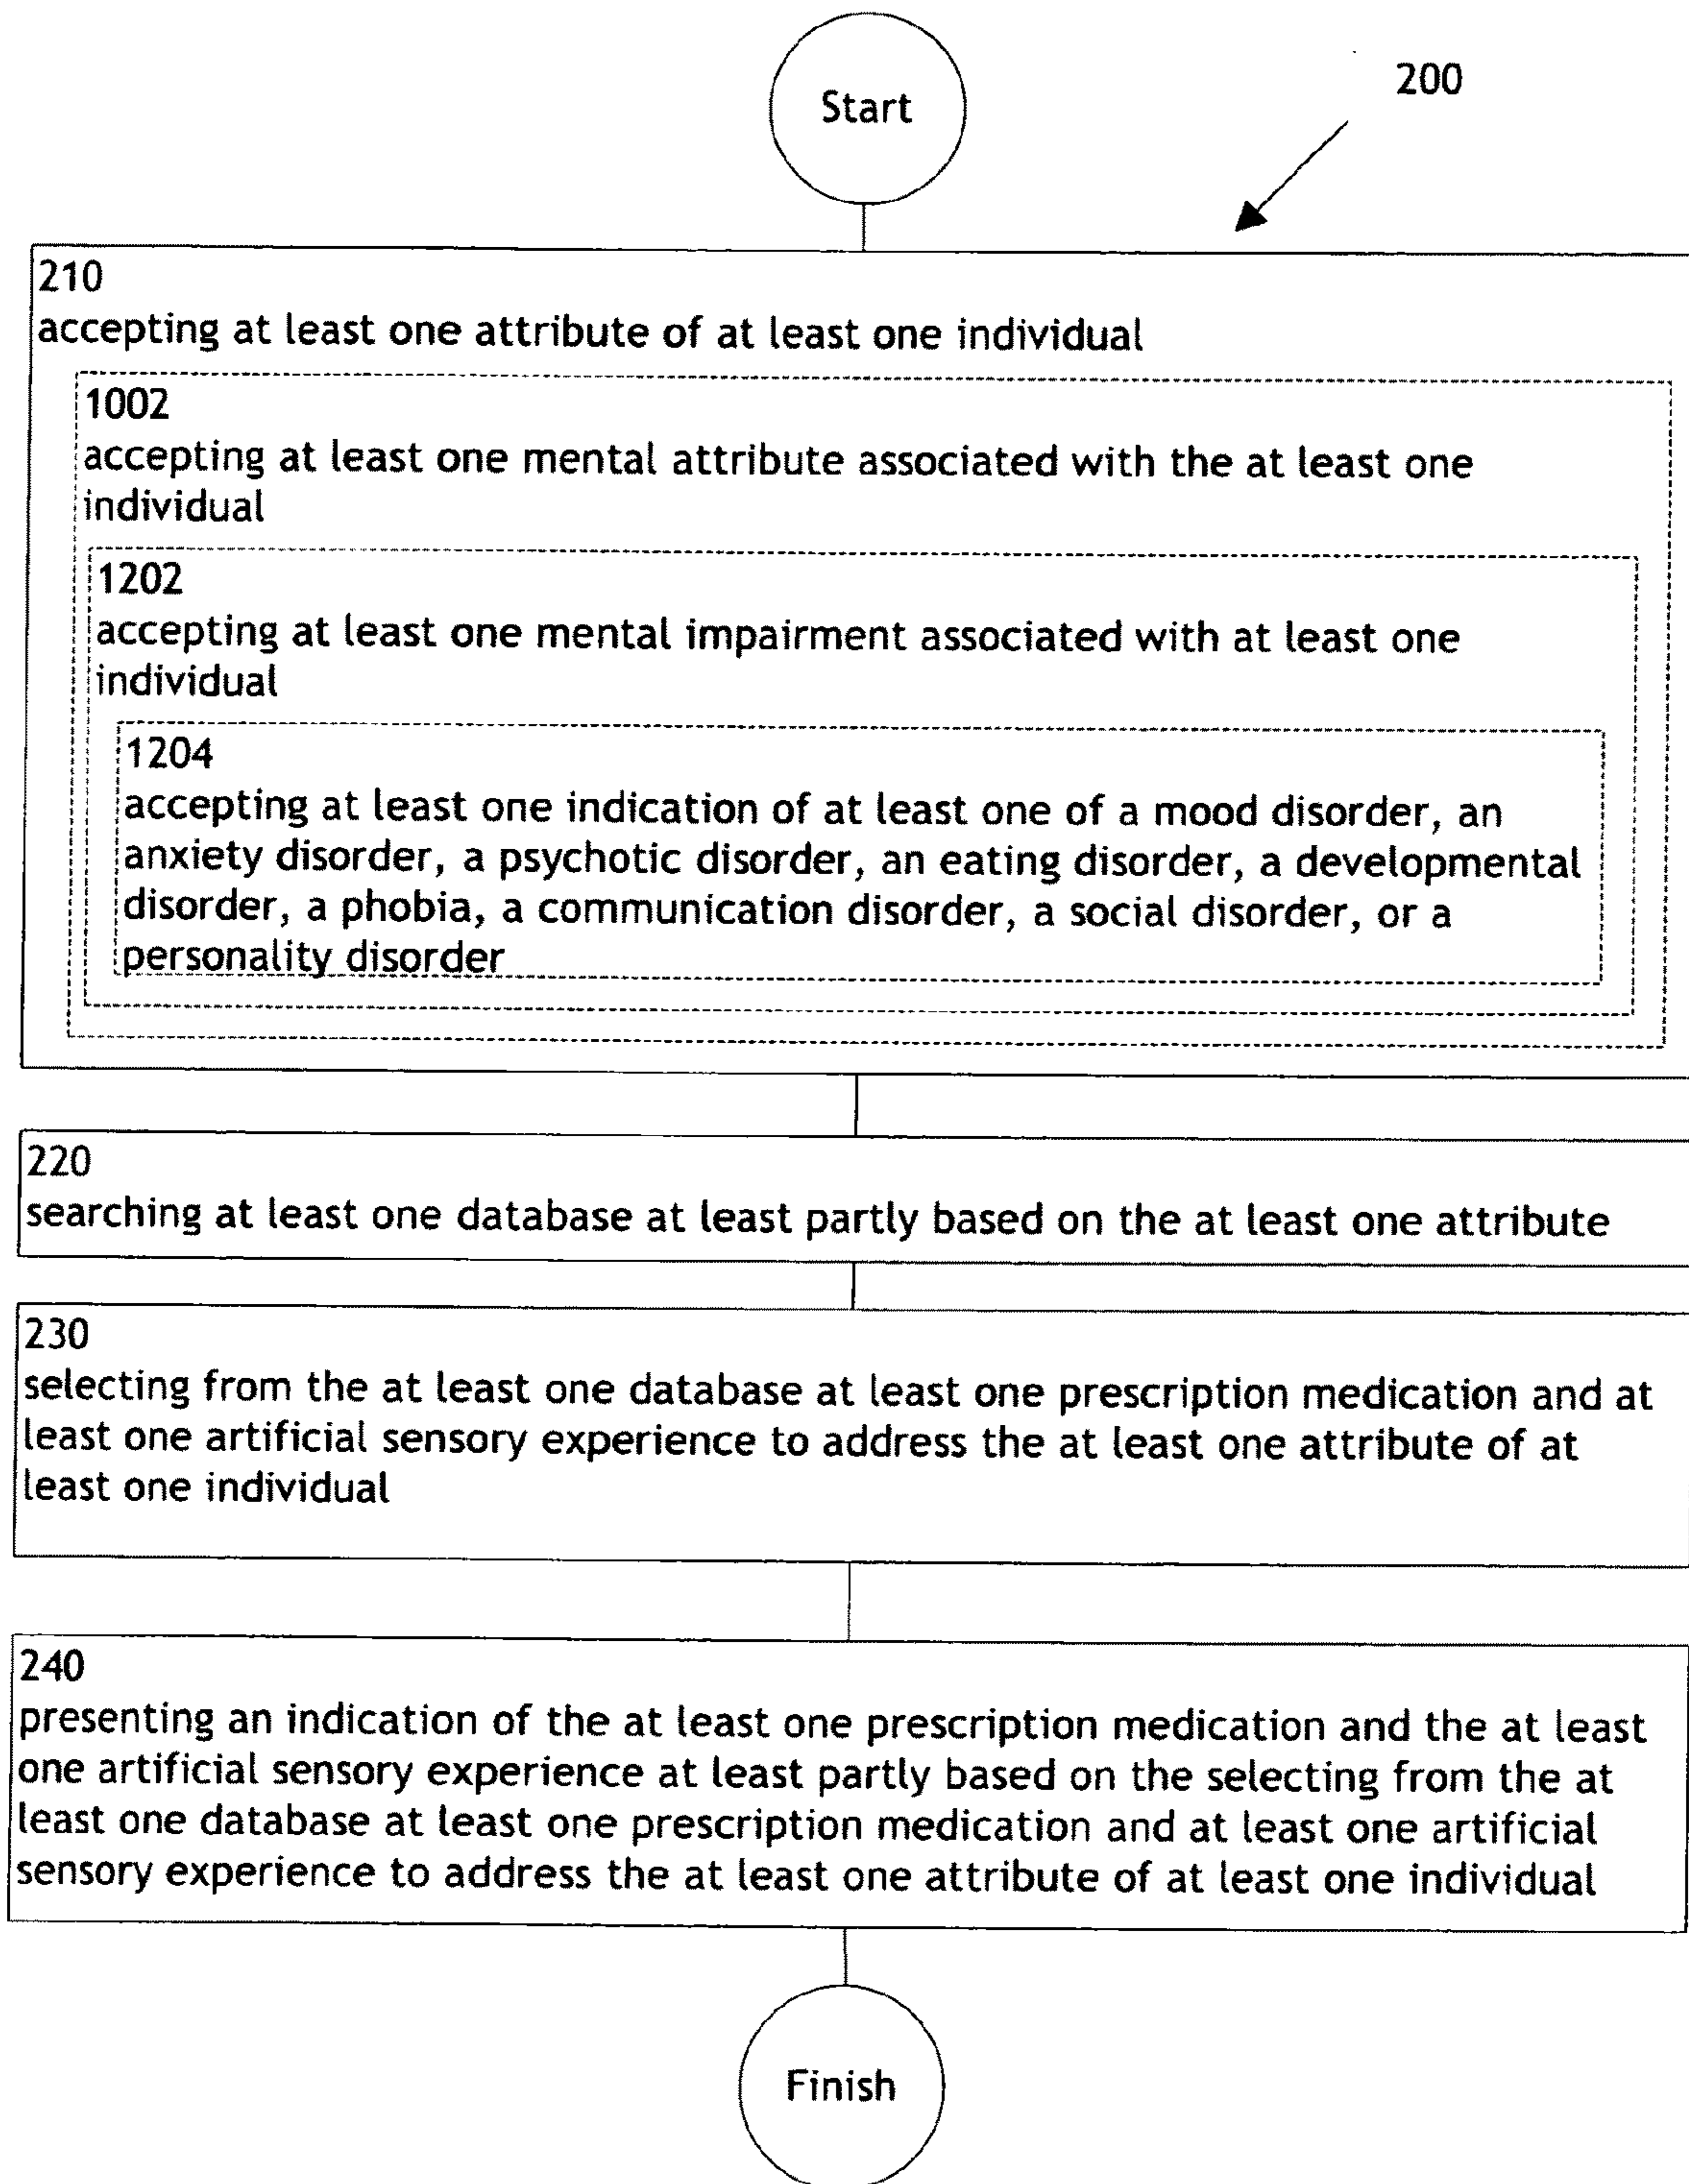 Start
200
210
accepting at least one attribute of at least one individual
1002
accepting at least one mental attribute associated with the at least one
individual
1202
accepting at least one mental impairment associated with at least one
individual
1204
accepting at least one indication of at least one of a mood disorder, an
anxiety disorder, a psychotic disorder, an eating disorder, a developmental
disorder, a phobia, a communication disorder, a social disorder, or a
personality disorder
220
searching at least one database at least partly based on the at least one attribute
230
selecting from the at least one database at least one prescription medication and at
least one artificial sensory experience to address the at least one attribute of at
least one individual
240
presenting an indication of the at least one prescription medication and the at least
one artificial sensory experience at least partly based on the selecting from the at
least one database at least one prescription medication and at least one artificial
sensory experience to address the at least one attribute of at least one individual
Finish